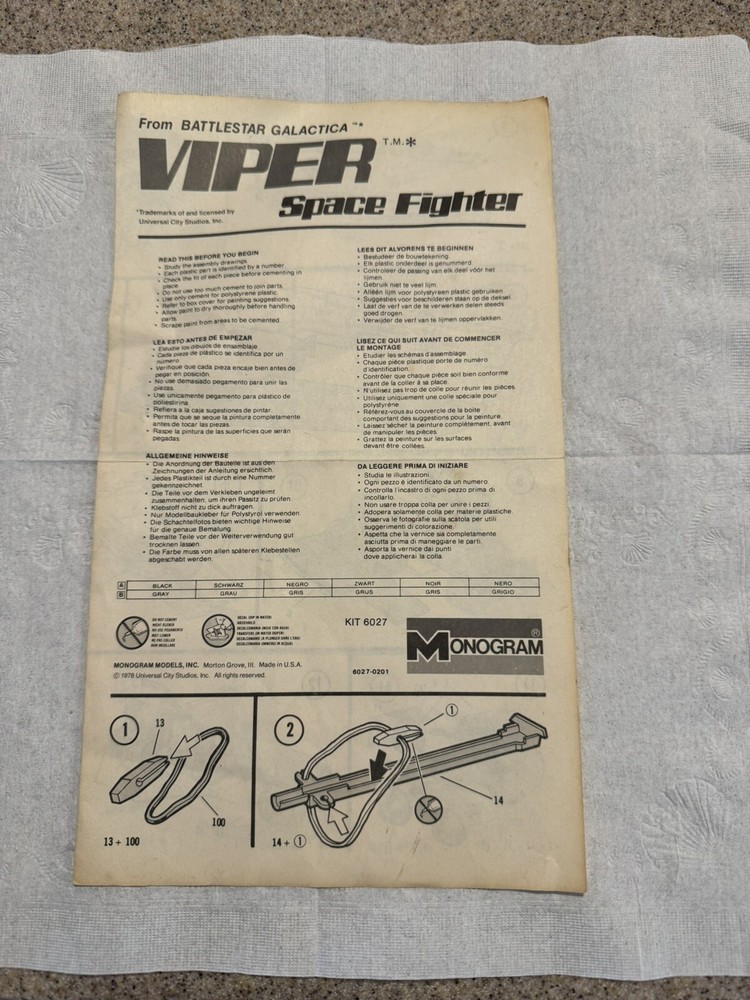 From BATTLESTAR GALACTICA ™*
VIPER T.M.*
Space Fighter
*Trademarks of and licensed by
Universal City Studios, Inc.
READ THIS BEFORE YOU BEGIN
• Study the assembly drawings.
• Each plastic part is identified by a number.
• Check the fit of each piece before cementing in
place.
• Do not use too much cement to join parts.
• Use only cement for polystyrene plastic.
• Refer to box cover for painting suggestions.
• Allow paint to dry thoroughly before handling
parts.
• Scrape paint from areas to be cemented.
LEA ESTO ANTES DE EMPEZAR
• Estudie los dibujos de ensamblaje.
• Cada pieza de plástico se identifica por un
número.
• Verifique que cada pieza encaje bien antes de
pegar en posición.
• No use demasiado pegamento para unir las
piezas.
• Use unicamente pegamento para plástico de
poliestirina.
• Refiera a la caja sugestiones de pintar.
• Permita que se seque la pintura completamente
antes de tocar las piezas.
• Raspe la pintura de las superficies que serán
pegadas.
ALLGEMEINE HINWEISE
• Die Anordnung der Bauteile ist aus den
Zeichnungen der Anleitung ersichtlich.
• Jedes Plastikteil ist durch eine Nummer
gekennzeichnet.
• Die Teile vor dem Verkleben ungeleimt
zusammenhalten, um ihren Passitz zu prüfen.
• Klebstoff nicht zu dick auftragen.
• Nur Modellbaukleber für Polystyrol verwenden.
• Die Schachtelfotos bieten wichtige Hinweise
für die genaue Bemalung.
• Bemalte Teile vor der Weiterverwendung gut
trocknen lassen.
• Die Farbe muss von allen späteren Klebestellen
abgeschabt werden.
LEES DIT ALVORENS TE BEGINNEN
• Bestudeer de bouwtekening.
• Elk plastic onderdeel is genummerd.
• Controleer de passing van elk deel vóór het
lijmen.
• Gebruik niet te veel lijm.
• Alléén lijm voor polystyreen plastic gebruiken.
• Suggesties voor beschilderen staan op de deksel.
• Laat de verf van de te verwerken delen steeds
goed drogen.
• Verwijder de verf van te lijmen oppervlakken.
LISEZ CE QUI SUIT AVANT DE COMMENCER
LE MONTAGE
• Etudier les schémas d'assemblage.
• Chaque pièce plastique porte de numéro
d'identification.
• Contrôler que chaque pièce soit bien conforme
avant de la coller à sa place.
• N'utilisez pas trop de colle pour réunir les pièces.
• Utilisez uniquement une colle spéciale pour
polystyrène.
• Référez-vous au couvercle de la boite
comportant des suggestions pour la peinture.
• Laissez sécher la peinture complètement, avant
de manipuler les pièces.
• Grattez la peinture sur les surfaces
devant être collées.
DA LEGGERE PRIMA DI INIZIARE
• Studia le illustrazioni.
• Ogni pezzo è identificato da un numero.
• Controlla l'incastro di ogni pezzo prima di
incollarlo.
• Non usare troppa colla per unire i pezzi.
• Adopera solamente colla per materie plastiche.
• Osserva le fotografie sulla scatola per utili
suggerimenti di colorazione.
• Aspetta che la vernice sia completamente
asciutta prima di maneggiare le parti.
• Asporta la vernice dai punti
dove applicherai la colla.
A BLACK SCHWARZ NEGRO ZWART NOIR NERO
B GRAY GRAU GRIS GRIJS GRIS GRIGIO
DO NOT CEMENT
NICHT KLEBEN
NO USE PEGAMENTO
NIET LIJMEN
NE PAS COLLER
NON INCOLLARE
KIT 6027
MONOGRAM®
MONOGRAM MODELS, INC. Morton Grove, Ill. Made in U.S.A.
© 1978 Universal City Studios, Inc. All rights reserved.
6027-0201
1
13
100
13 + 100
2
1
14
14 + 1